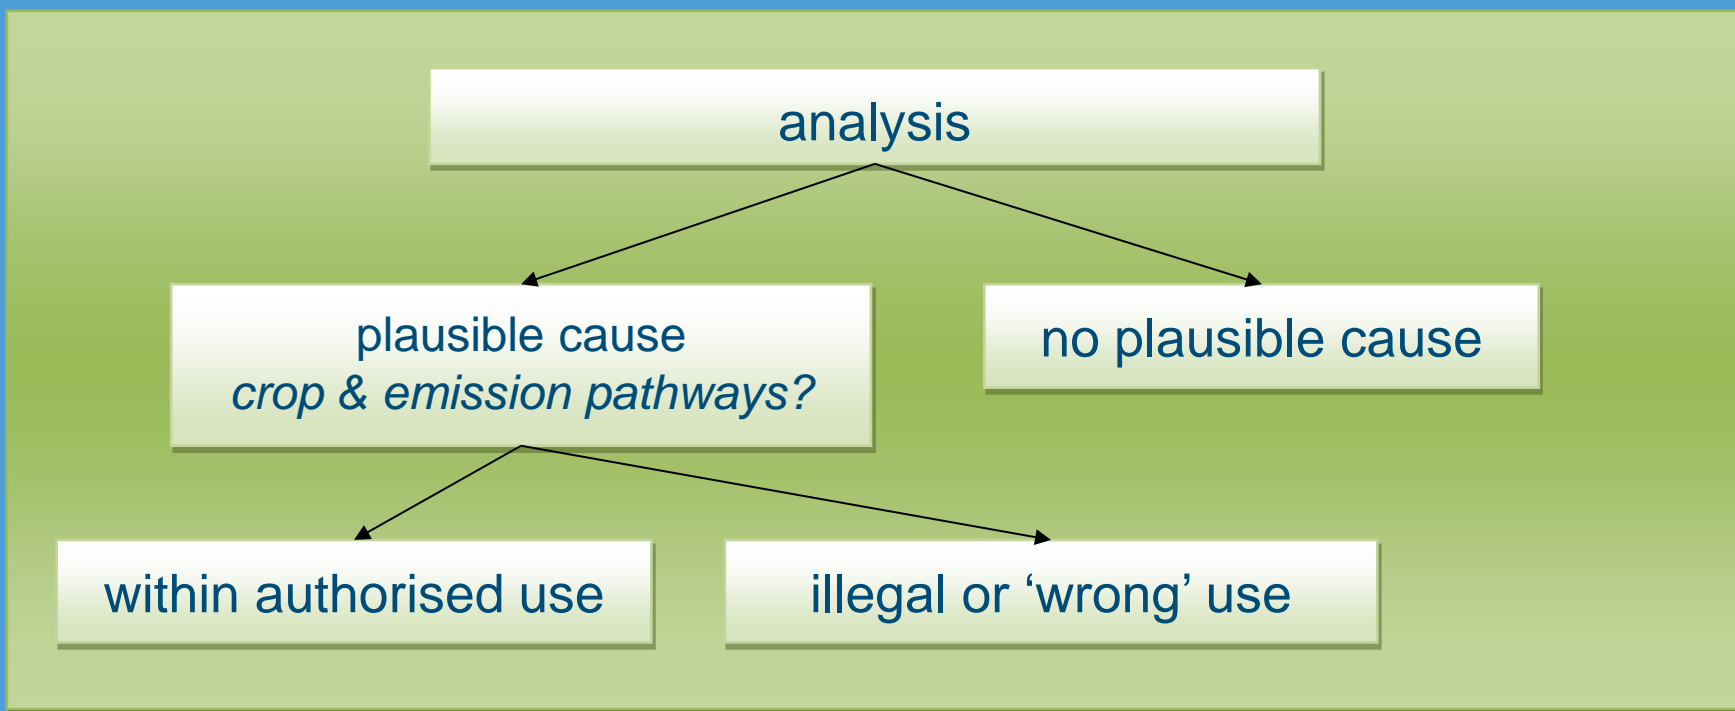 analysis
plausible cause
crop & emission pathways?
no plausible cause
within authorised use
illegal or ‘wrong’ use